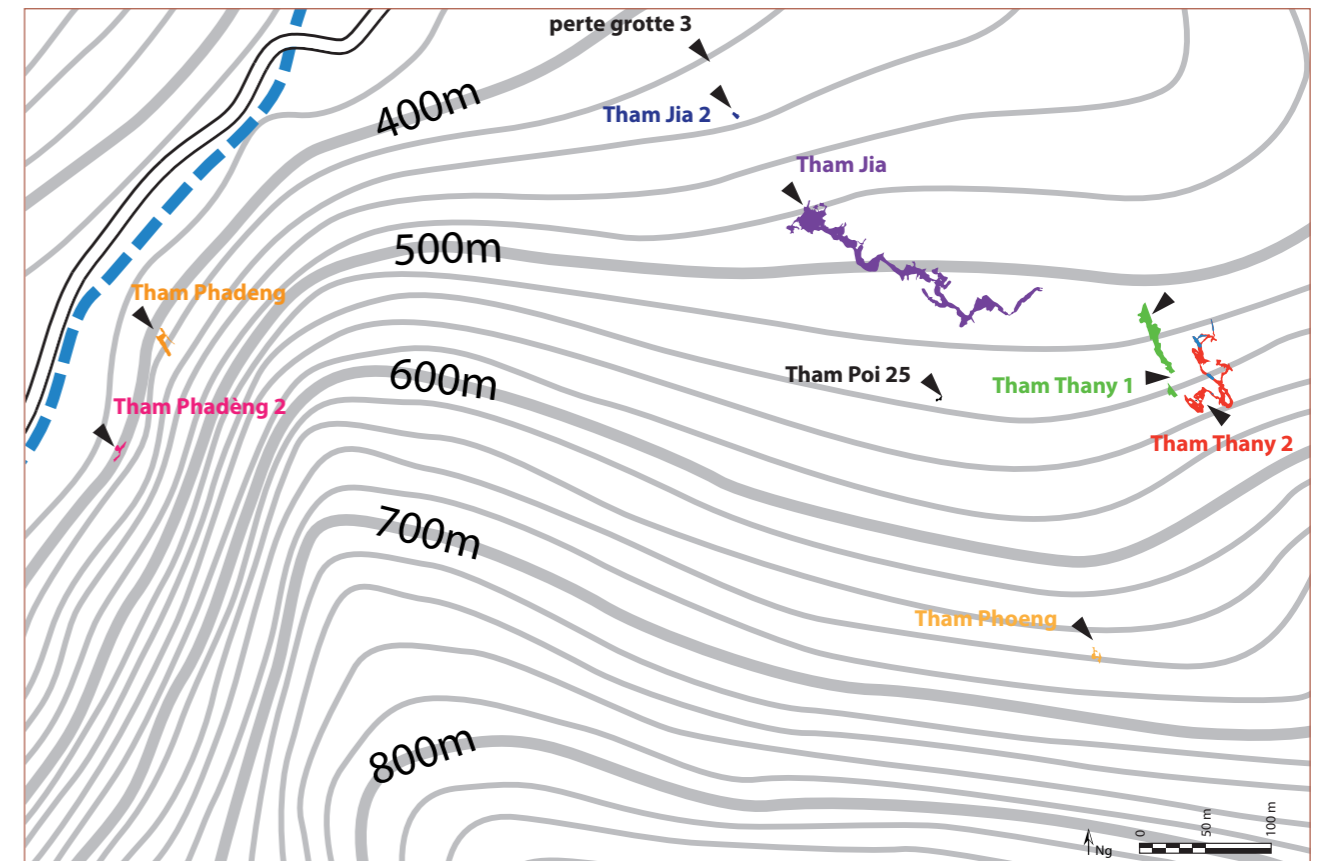 perte grotte 3
400m
Tham Jia 2
Tham Jia
500m
Tham Phadeng
600m
Tham Poi 25
Tham Thany 1
Tham Phadèng 2
Tham Thany 2
700m
Tham Phoeng
800m
0
50 m
100 m
Ng